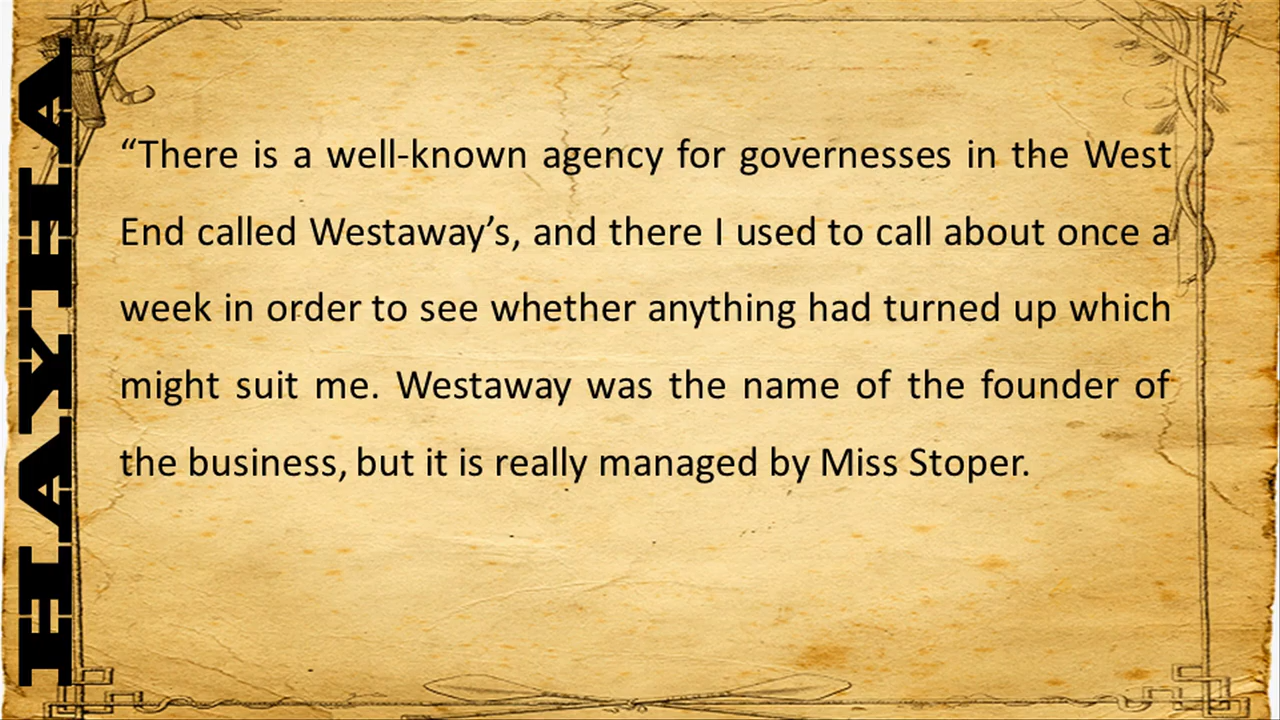 HAYHA
“There is a well-known agency for governesses in the West
End called Westaway’s, and there I used to call about once a
week in order to see whether anything had turned up which
might suit me. Westaway was the name of the founder of
the business, but it is really managed by Miss Stoper.